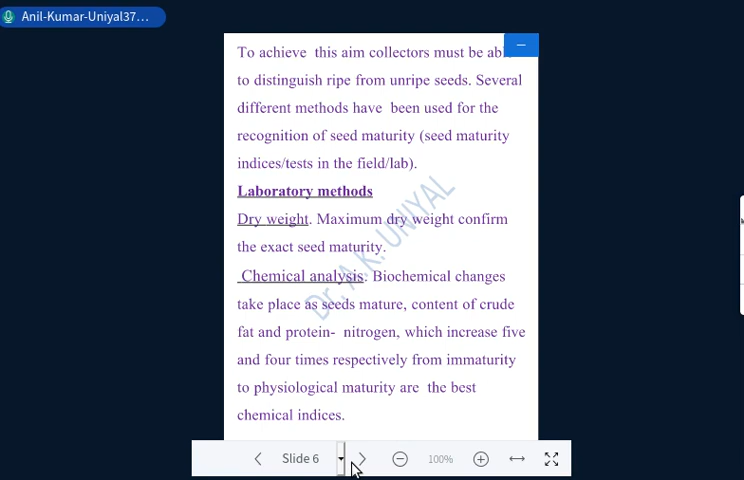 Anil-Kumar-Uniyal37...
To achieve this aim collectors must be
to distinguish ripe from unripe seeds. Several
different methods have been used for the
recognition of seed maturity (seed maturity
indices/tests in the field/lab).
Laboratory methods
Dry weight. Maximum dry weight confirm
the exact seed maturity.
Chemical analysis. Biochemical changes
take place as seeds mature, content of crude
fat and protein- nitrogen, which increase five
and four times respectively from immaturity
to physiological maturity are the best
chemical indices.
Dr. A.K. UNIYAL
Slide 6
100%